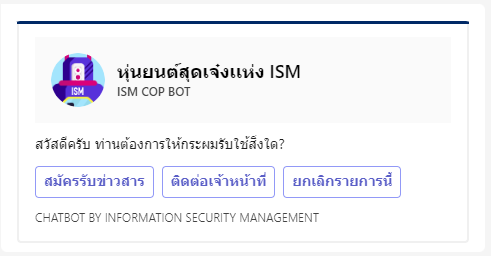 ISM
หุ่นยนต์สุดเจ๋งแห่ง ISM
ISM COP BOT
สวัสดีครับ ท่านต้องการให้กระผมรับใช้สิ่งใด?
สมัครรับข่าวสาร
ติดต่อเจ้าหน้าที่
ยกเลิกรายการนี้
CHATBOT BY INFORMATION SECURITY MANAGEMENT